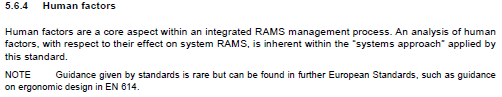 5.6.4 Human factors
Human factors are a core aspect within an integrated RAMS management process. An analysis of human
factors, with respect to their effect on system RAMS, is inherent within the "systems approach" applied by
this standard.
NOTE Guidance given by standards is rare but can be found in further European Standards, such as guidance
on ergonomic design in EN 614.